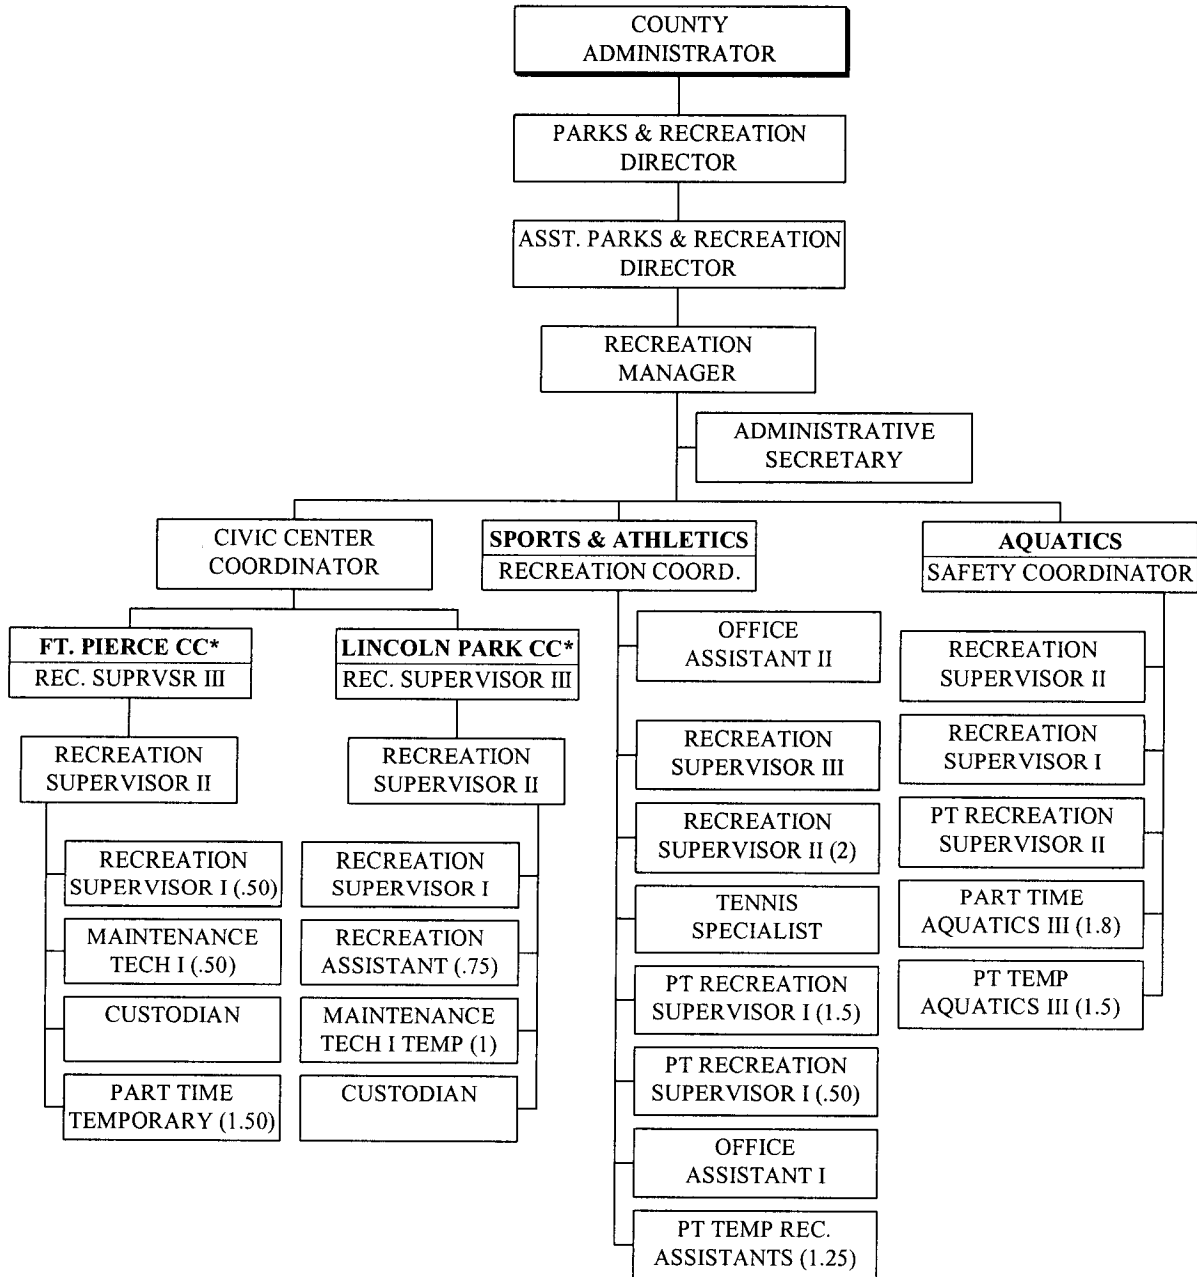 COUNTY
ADMINISTRATOR
PARKS & RECREATION
DIRECTOR
ASST. PARKS & RECREATION
DIRECTOR
RECREATION
MANAGER
ADMINISTRATIVE
SECRETARY
CIVIC CENTER
COORDINATOR
FT. PIERCE CC*
REC. SUPRVSR III
RECREATION
SUPERVISOR II
RECREATION
SUPERVISOR I (.50)
MAINTENANCE
TECH I (.50)
CUSTODIAN
PART TIME
TEMPORARY (1.50)
LINCOLN PARK CC*
REC. SUPERVISOR III
RECREATION
SUPERVISOR II
RECREATION
SUPERVISOR I
RECREATION
ASSISTANT (.75)
MAINTENANCE
TECH I TEMP (1)
CUSTODIAN
SPORTS & ATHLETICS
RECREATION COORD.
OFFICE
ASSISTANT II
RECREATION
SUPERVISOR III
RECREATION
SUPERVISOR II (2)
TENNIS
SPECIALIST
PT RECREATION
SUPERVISOR I (1.5)
PT RECREATION
SUPERVISOR I (.50)
OFFICE
ASSISTANT I
PT TEMP REC.
ASSISTANTS (1.25)
AQUATICS
SAFETY COORDINATOR
RECREATION
SUPERVISOR II
RECREATION
SUPERVISOR I
PT RECREATION
SUPERVISOR II
PART TIME
AQUATICS III (1.8)
PT TEMP
AQUATICS III (1.5)